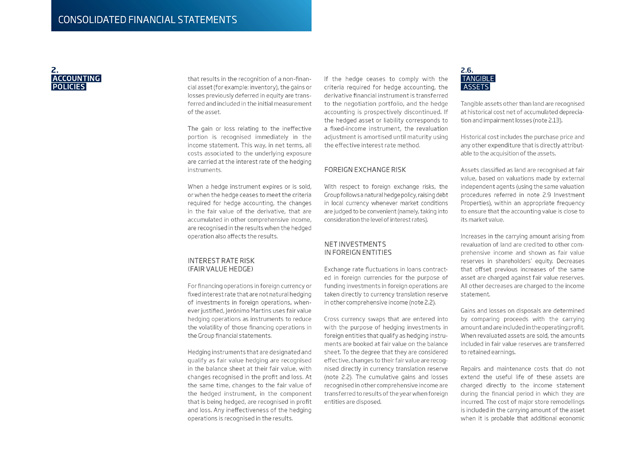 CONSOLIDATED FINANCIAL STATEMENTS
2.
ACCOUNTING
POLICIES
that results in the recognition of a non-finan-
cial asset (for example: inventory), the gains or
losses previously deferred in equity are trans-
ferred and included in the initial measurement
of the asset.
The gain or loss relating to the ineffective
portion is recognised immediately in the
income statement. This way, in net terms, all
costs associated to the underlying exposure
are carried at the interest rate of the hedging
instruments.
When a hedge instrument expires or is sold,
or when the hedge ceases to meet the criteria
required for hedge accounting, the changes
in the fair value of the derivative, that are
accumulated in other comprehensive income,
are recognised in the results when the hedged
operation also affects the results.
INTEREST RATE RISK
(FAIR VALUE HEDGE)
For financing operations in foreign currency or
fixed interest rate that are not natural hedging
of investments in foreign operations, when-
ever justified, Jerónimo Martins uses fair value
hedging operations as instruments to reduce
the volatility of those financing operations in
the Group financial statements.
Hedging instruments that are designated and
qualify as fair value hedging are recognised
in the balance sheet at their fair value, with
changes recognised in the profit and loss. At
the same time, changes to the fair value of
the hedged instrument, in the component
that is being hedged, are recognised in profit
and loss. Any ineffectiveness of the hedging
operations is recognised in the results.
If the hedge ceases to comply with the
criteria required for hedge accounting, the
derivative financial instrument is transferred
to the negotiation portfolio, and the hedge
accounting is prospectively discontinued. If
the hedged asset or liability corresponds to
a fixed-income instrument, the revaluation
adjustment is amortised until maturity using
the effective interest rate method.
FOREIGN EXCHANGE RISK
With respect to foreign exchange risks, the
Group follows a natural hedge policy, raising debt
in local currency whenever market conditions
are judged to be convenient (namely, taking into
consideration the level of interest rates).
NET INVESTMENTS
IN FOREIGN ENTITIES
Exchange rate fluctuations in loans contract-
ed in foreign currencies for the purpose of
funding investments in foreign operations are
taken directly to currency translation reserve
in other comprehensive income (note 2.2).
Cross currency swaps that are entered into
with the purpose of hedging investments in
foreign entities that qualify as hedging instru-
ments are booked at fair value on the balance
sheet. To the degree that they are considered
effective, changes to their fair value are recog-
nised directly in currency translation reserve
(note 2.2). The cumulative gains and losses
recognised in other comprehensive income are
transferred to results of the year when foreign
entities are disposed.
2.6.
TANGIBLE
ASSETS
Tangible assets other than land are recognised
at historical cost net of accumulated deprecia-
tion and impairment losses (note 2.13).
Historical cost includes the purchase price and
any other expenditure that is directly attribut-
able to the acquisition of the assets.
Assets classified as land are recognised at fair
value, based on valuations made by external
independent agents (using the same valuation
procedures referred in note 2.9 Investment
Properties), within an appropriate frequency
to ensure that the accounting value is close to
its market value.
Increases in the carrying amount arising from
revaluation of land are credited to other com-
prehensive income and shown as fair value
reserves in shareholders' equity. Decreases
that offset previous increases of the same
asset are charged against fair value reserves.
All other decreases are charged to the income
statement.
Gains and losses on disposals are determined
by comparing proceeds with the carrying
amount and are included in the operating profit.
When revalued assets are sold, the amounts
included in fair value reserves are transferred
to retained earnings.
Repairs and maintenance costs that do not
extend the useful life of these assets are
charged directly to the income statement
during the financial period in which they are
incurred. The cost of major store remodellings
is included in the carrying amount of the asset
when it is probable that additional economic